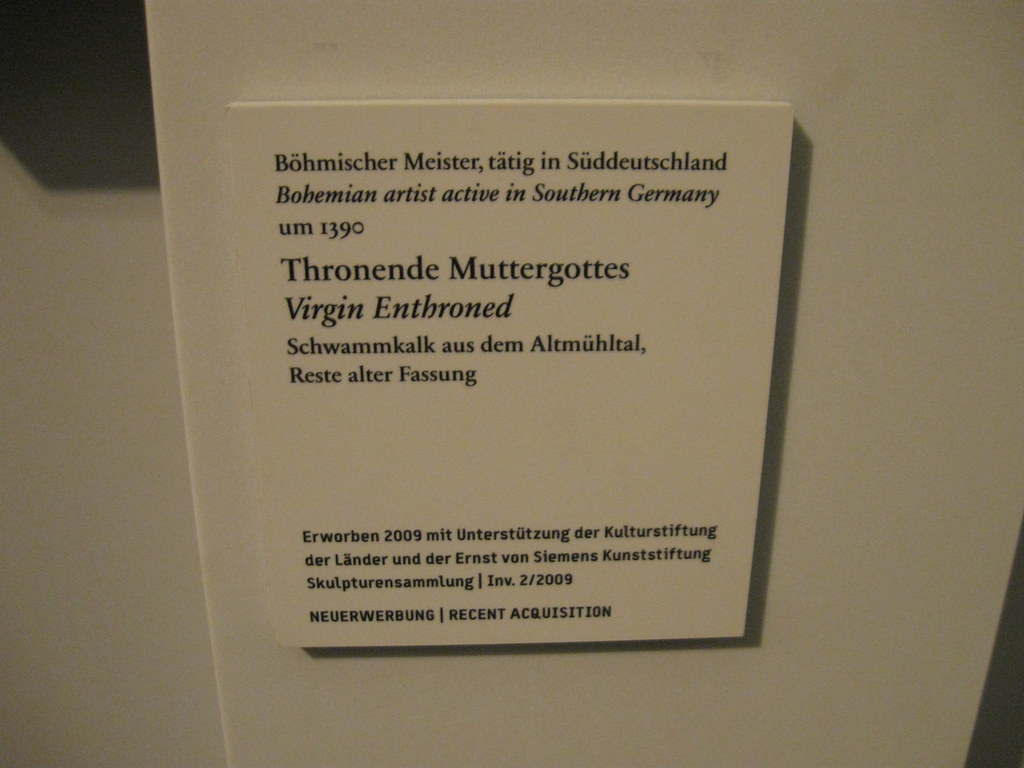 Böhmischer Meister, tätig in Süddeutschland
Bohemian artist active in Southern Germany
um 1390
Thronende Muttergottes
Virgin Enthroned
Schwammkalk aus dem Altmühltal,
Reste alter Fassung
Erworben 2009 mit Unterstützung der Kulturstiftung
der Länder und der Ernst von Siemens Kunststiftung
Skulpturensammlung | Inv. 2/2009
NEUERWERBUNG | RECENT ACQUISITION